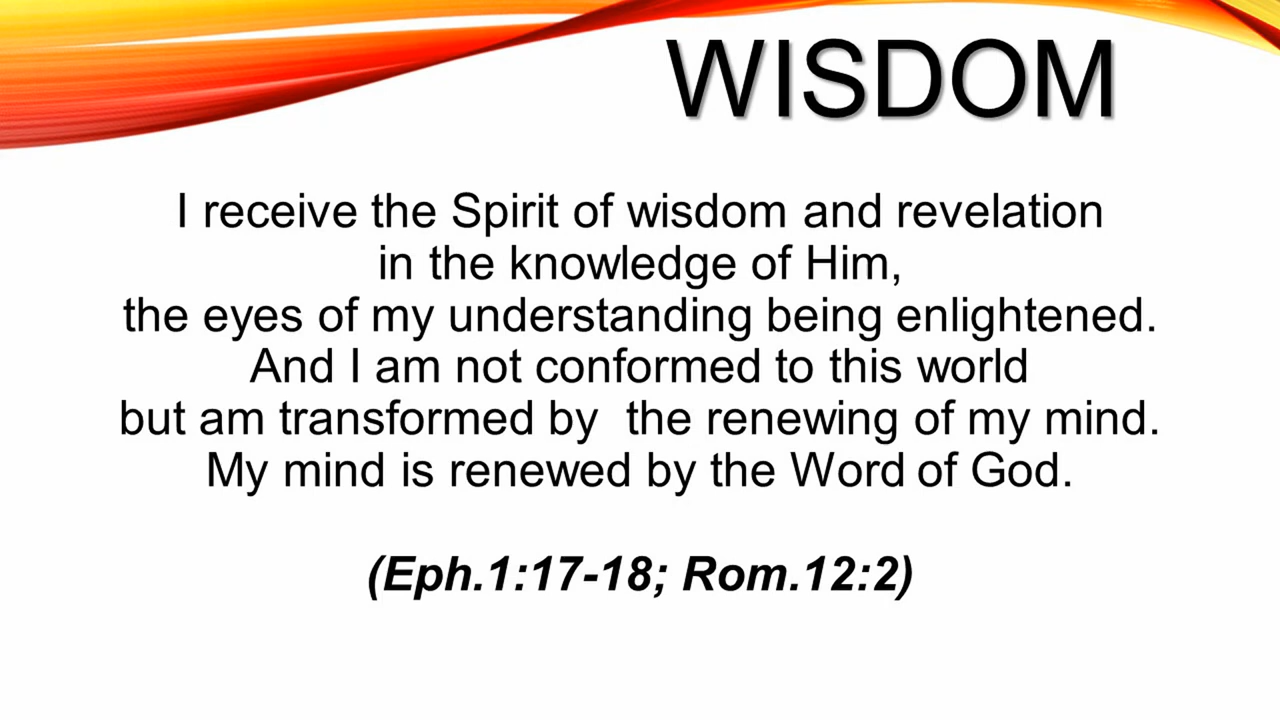 WISDOM
I receive the Spirit of wisdom and revelation
in the knowledge of Him,
the eyes of my understanding being enlightened.
And I am not conformed to this world
but am transformed by  the renewing of my mind.
My mind is renewed by the Word of God.
(Eph.1:17-18; Rom.12:2)